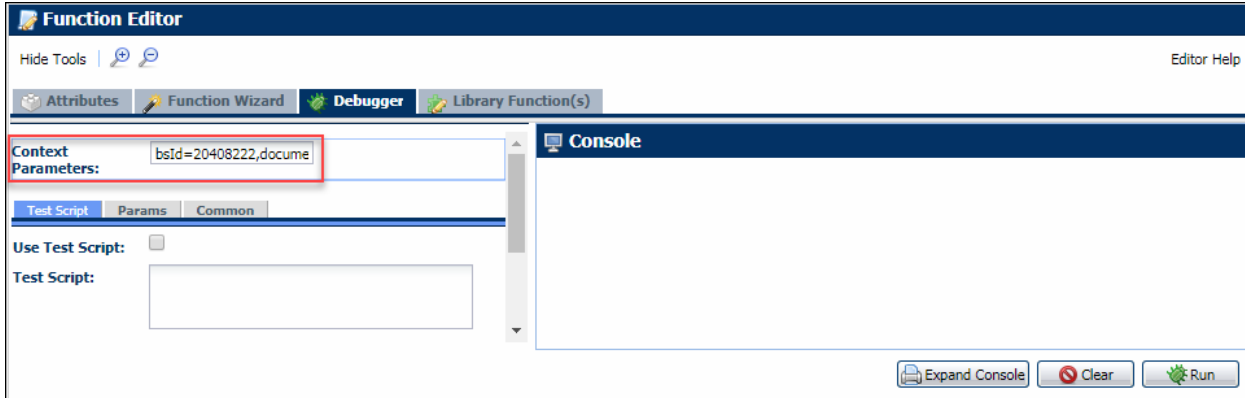 Function Editor
Hide Tools | Editor Help
Attributes Function Wizard Debugger Library Function(s)
Context Parameters: bsId=20408222,docume
Console
Test Script Params Common
Use Test Script:
Test Script:
Expand Console Clear Run